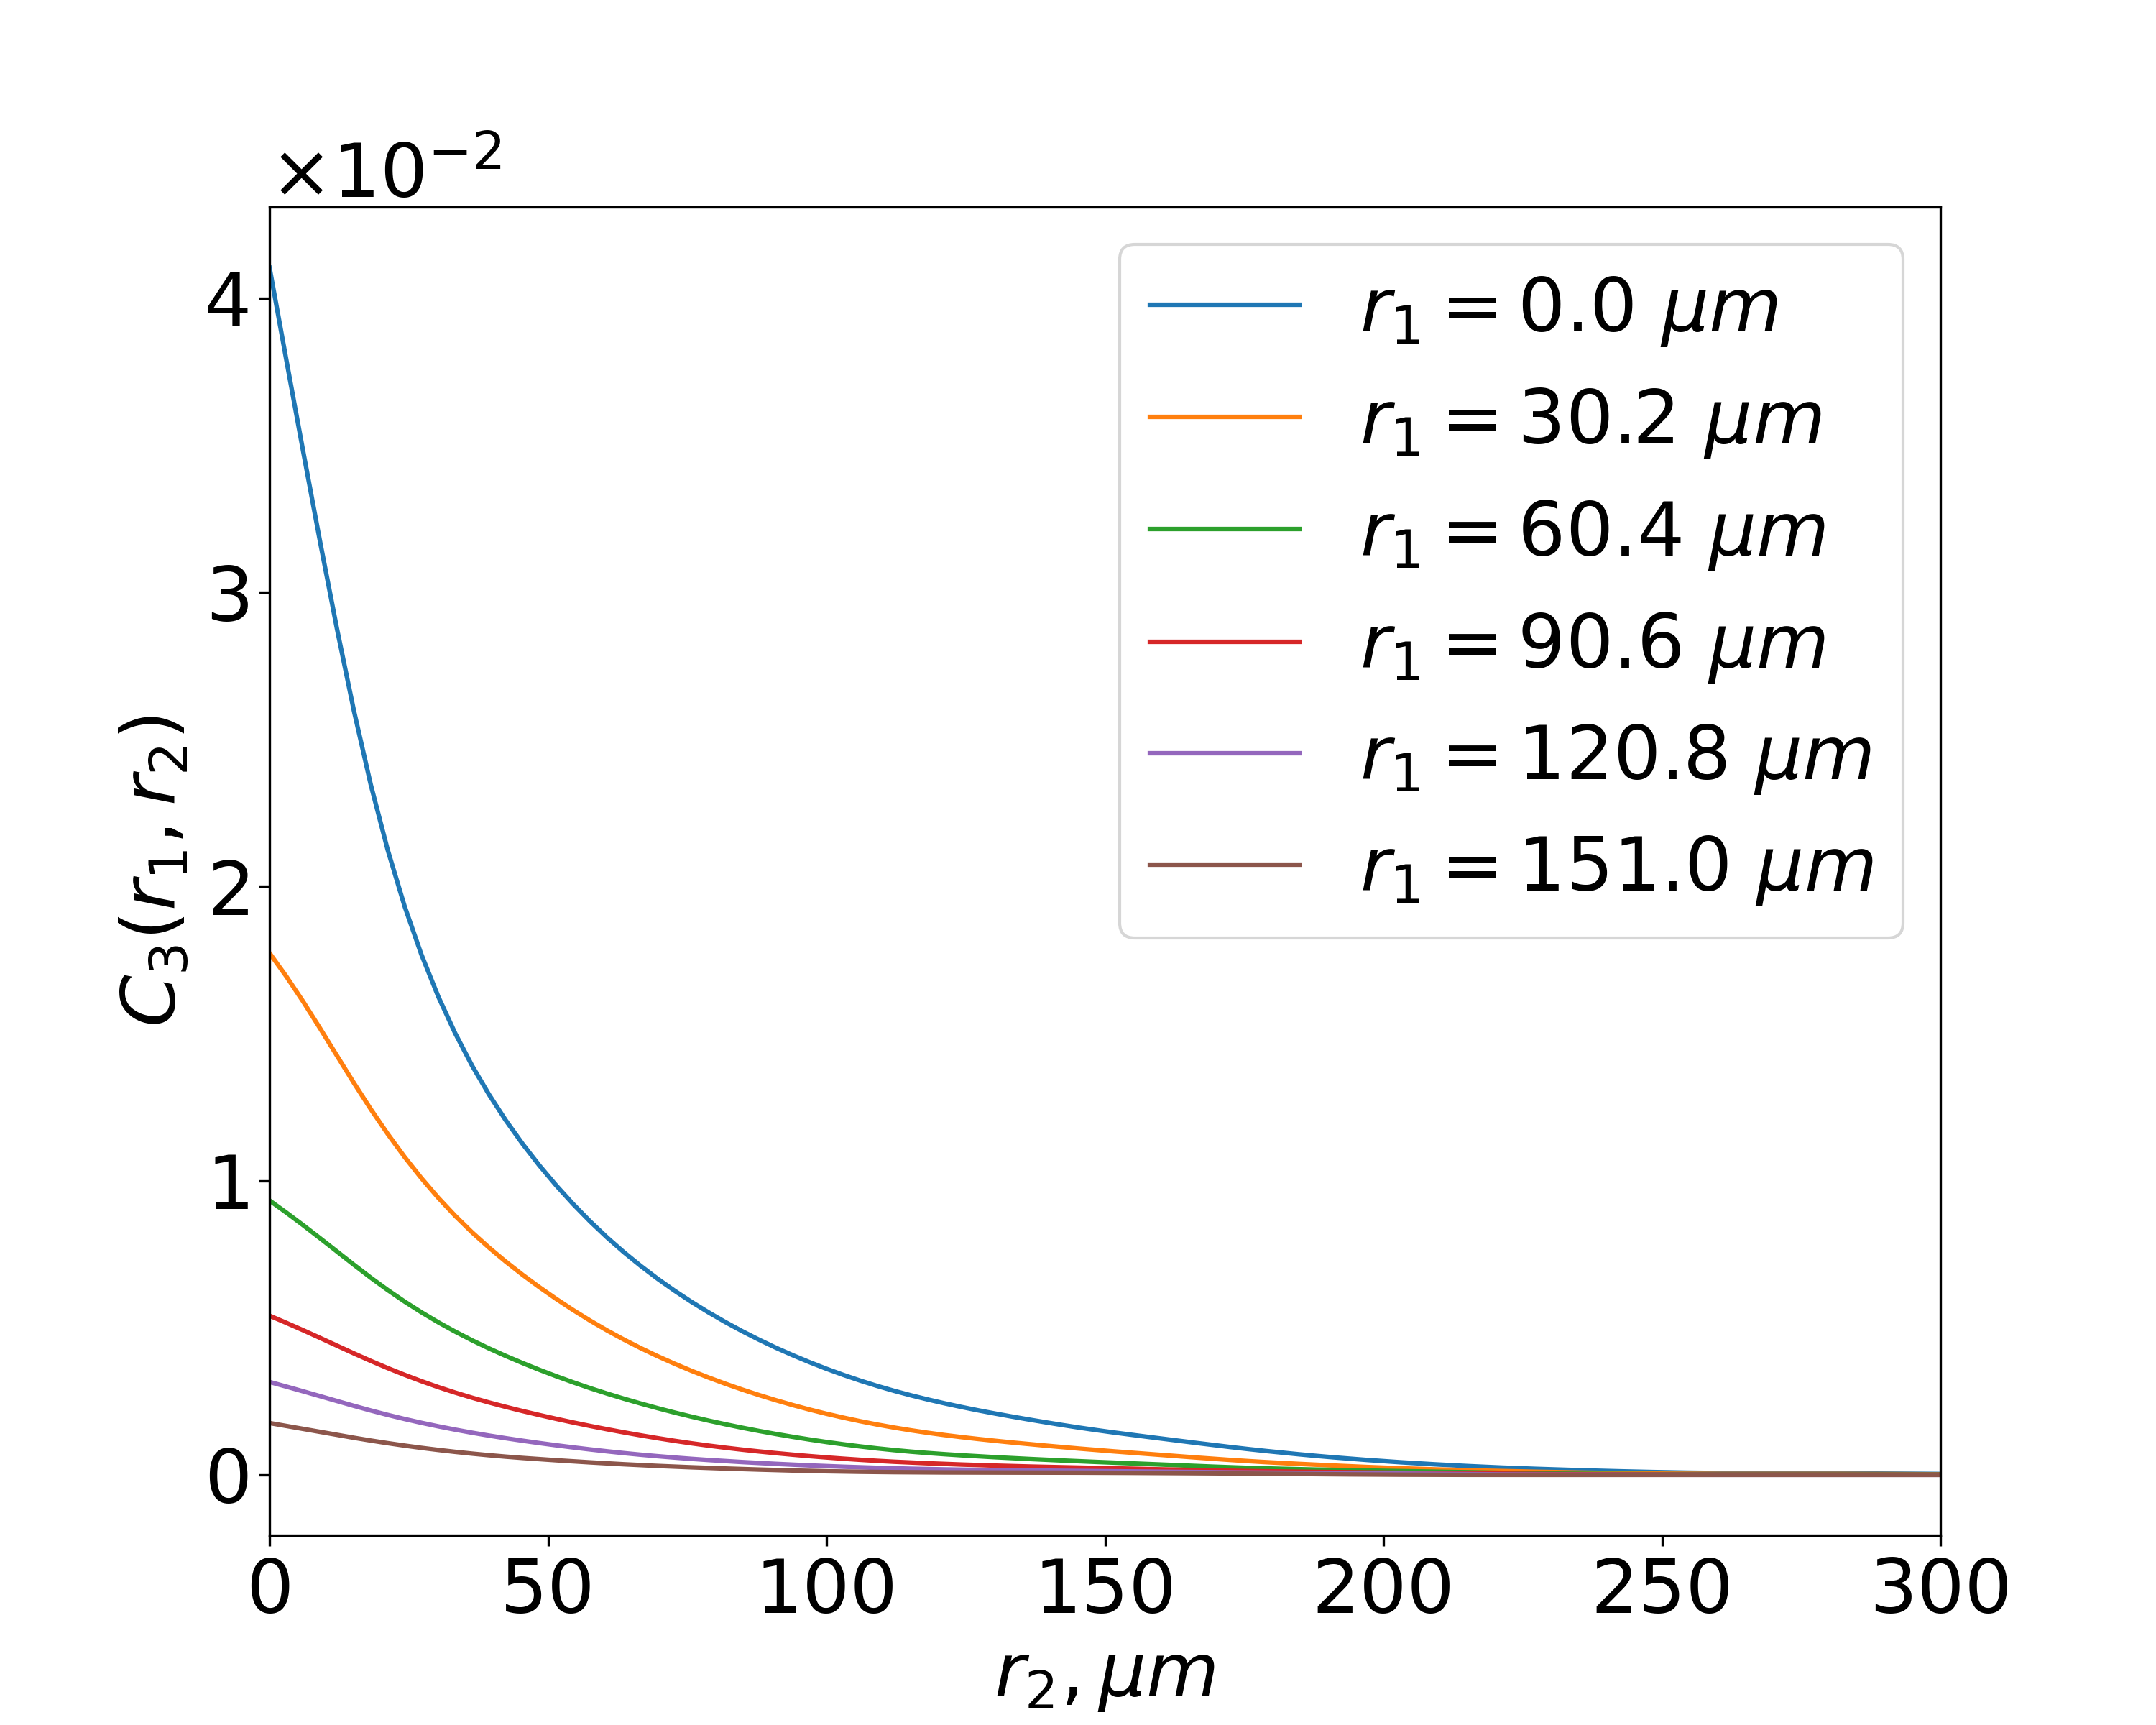 ×10⁻²
C₃(r₁, r₂)
4
3
2
1
0
r₁ = 0.0 μm
r₁ = 30.2 μm
r₁ = 60.4 μm
r₁ = 90.6 μm
r₁ = 120.8 μm
r₁ = 151.0 μm
0 50 100 150 200 250 300
r₂, μm